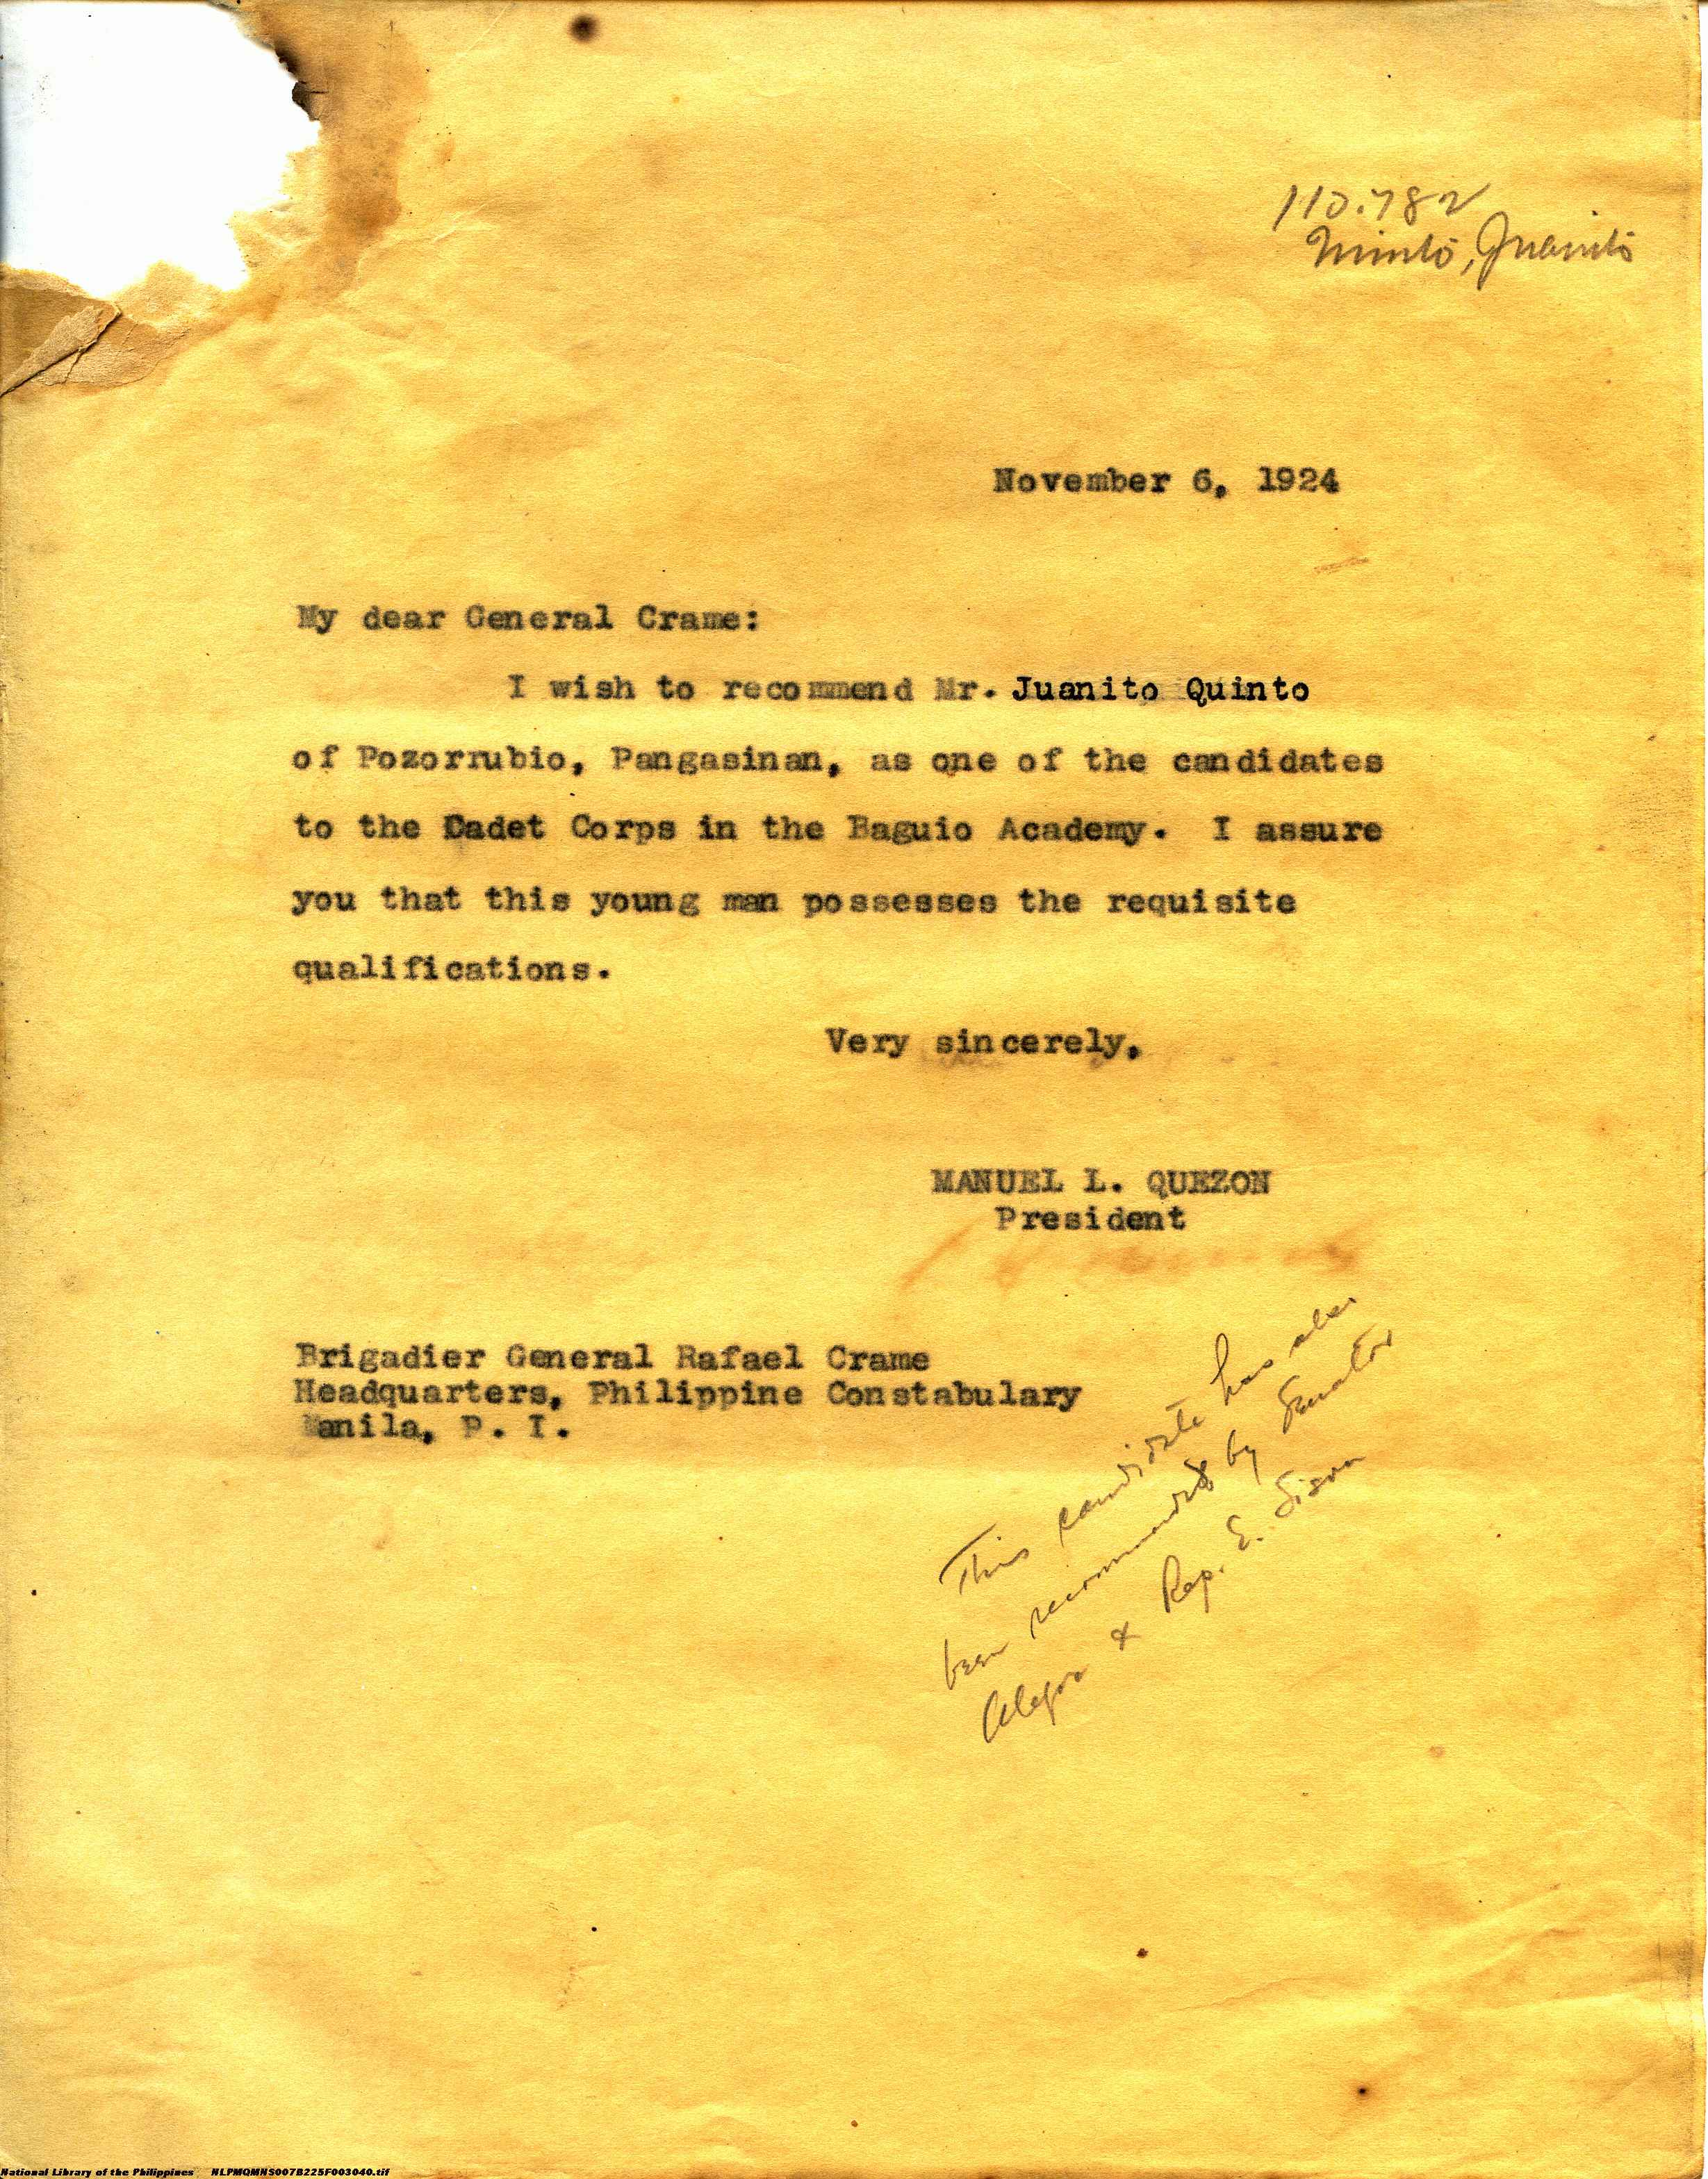 110.782
Juanito
November 6, 1924
My dear General Crame:
I wish to recommend Mr. Juanito Quinto
of Pozorrubio, Pangasinan, as one of the candidates
to the Cadet Corps in the Baguio Academy. I assure
you that this young man possesses the requisite
qualifications.
Very sincerely,
MANUEL L. QUEZON
President
Brigadier General Rafael Crame
Headquarters, Philippine Constabulary
Manila, P. I.
This candidate has also
been recommended by Senator
& Rep. E. Sison
National Library of the Philippines NLPMQMNS007B225F003040.tif